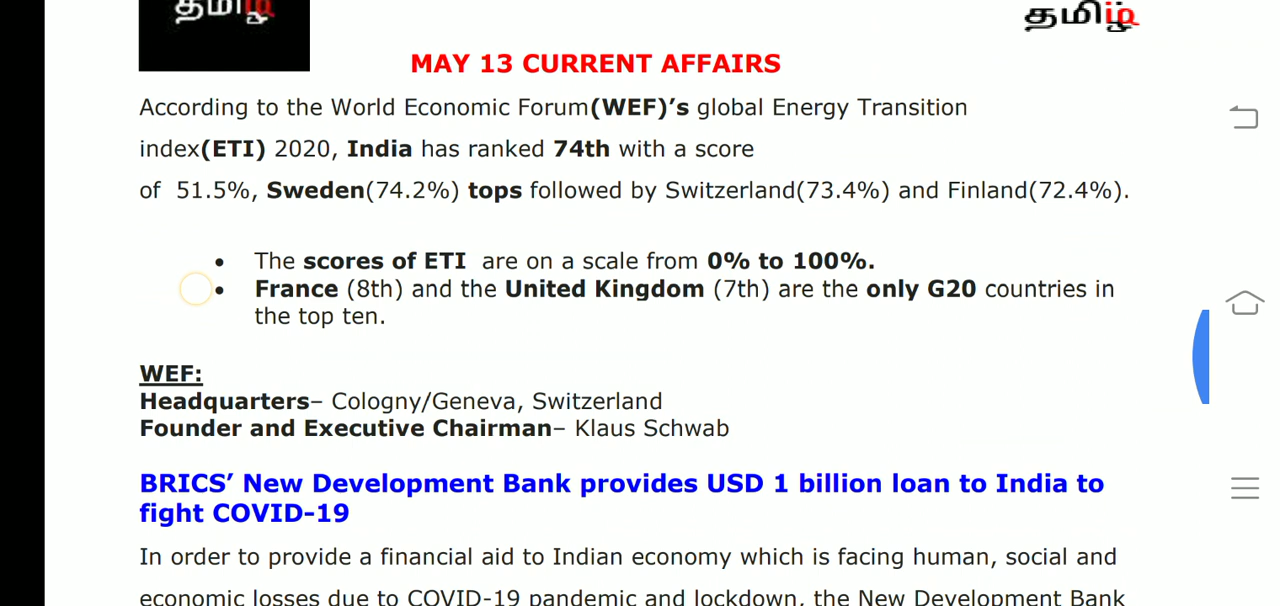 தமிழ்
தமிழ்
MAY 13 CURRENT AFFAIRS
According to the World Economic Forum(WEF)’s global Energy Transition
index(ETI) 2020, India has ranked 74th with a score
of 51.5%, Sweden(74.2%) tops followed by Switzerland(73.4%) and Finland(72.4%).
• The scores of ETI are on a scale from 0% to 100%.
• France (8th) and the United Kingdom (7th) are the only G20 countries in
the top ten.
WEF:
Headquarters– Cologny/Geneva, Switzerland
Founder and Executive Chairman– Klaus Schwab
BRICS’ New Development Bank provides USD 1 billion loan to India to
fight COVID-19
In order to provide a financial aid to Indian economy which is facing human, social and
economic losses due to COVID-19 pandemic and lockdown, the New Development Bank